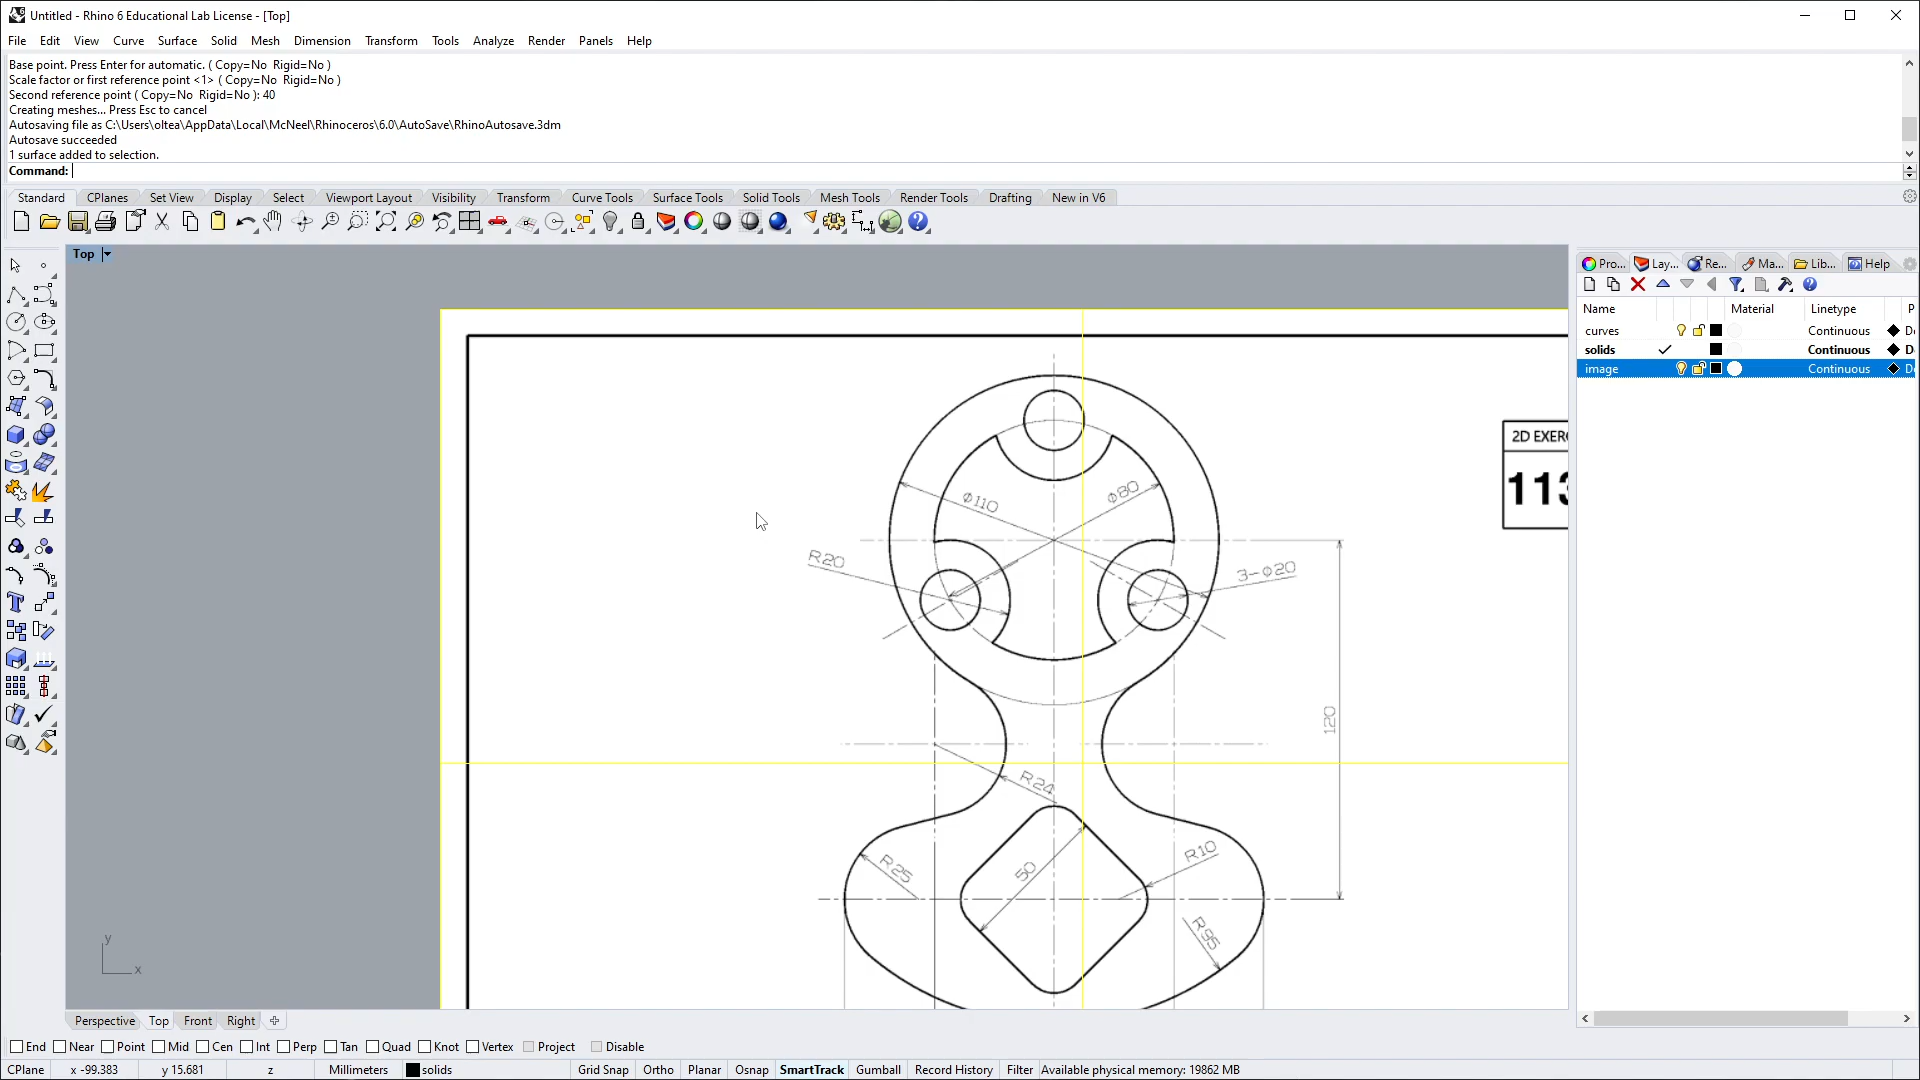 Untitled - Rhino 6 Educational Lab License - [Top]
File Edit View Curve Surface Solid Mesh Dimension Transform Tools Analyze Render Panels Help
Base point. Press Enter for automatic. ( Copy=No Rigid=No )
Scale factor or first reference point <1> ( Copy=No Rigid=No )
Second reference point ( Copy=No Rigid=No ): 40
Creating meshes... Press Esc to cancel
Autosaving file as C:\Users\oltea\AppData\Local\McNeel\Rhinoceros\6.0\AutoSave\RhinoAutosave.3dm
Autosave succeeded
1 surface added to selection.
Command:
Standard CPlanes Set View Display Select Viewport Layout Visibility Transform Curve Tools Surface Tools Solid Tools Mesh Tools Render Tools Drafting New in V6
Top
Pro... Lay... Re... Ma... Lib... Help
Name Material Linetype P
curves Continuous D
solids Continuous D
image Continuous D
2D EXER
113
Φ110
Φ80
R20
3-Φ20
120
R24
R25
50
R10
R95
y
x
Perspective Top Front Right
End Near Point Mid Cen Int Perp Tan Quad Knot Vertex Project Disable
CPlane x -99.383 y 15.681 z Millimeters solids Grid Snap Ortho Planar Osnap SmartTrack Gumball Record History Filter Available physical memory: 19862 MB